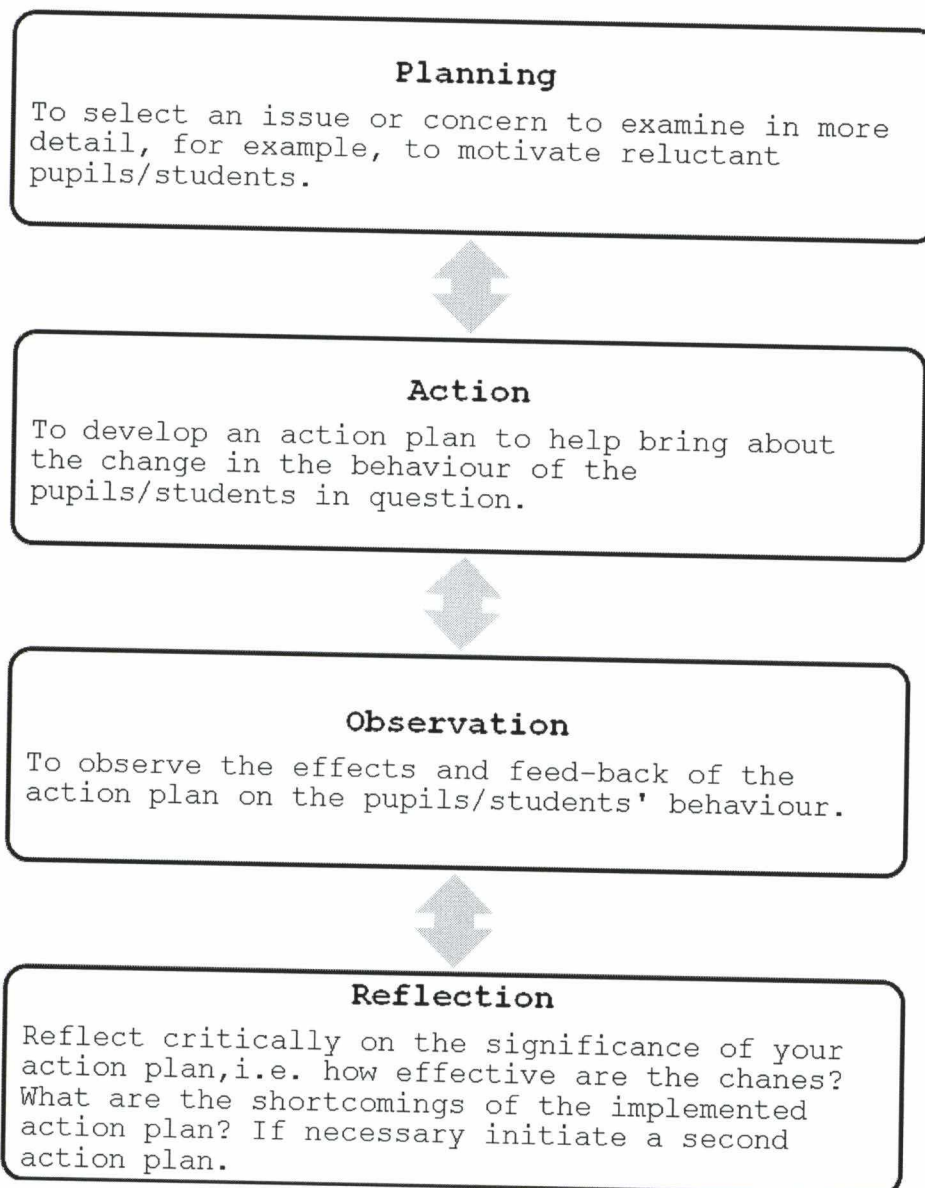 Planning
To select an issue or concern to examine in more
detail, for example, to motivate reluctant
pupils/students.
Action
To develop an action plan to help bring about
the change in the behaviour of the
pupils/students in question.
Observation
To observe the effects and feed-back of the
action plan on the pupils/students' behaviour.
Reflection
Reflect critically on the significance of your
action plan,i.e. how effective are the chanes?
What are the shortcomings of the implemented
action plan? If necessary initiate a second
action plan.